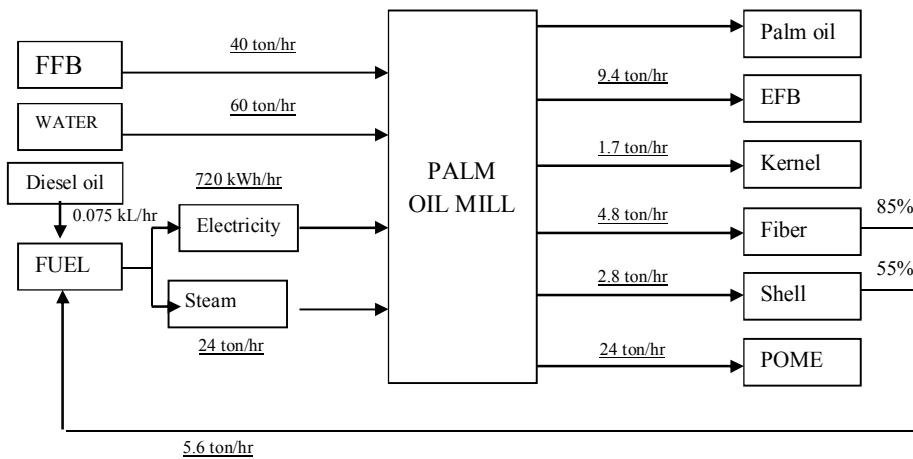 FFB
40 ton/hr
WATER
60 ton/hr
Diesel oil
0.075 kL/hr
FUEL
720 kWh/hr
Electricity
Steam
24 ton/hr
PALM
OIL MILL
Palm oil
9.4 ton/hr
EFB
1.7 ton/hr
Kernel
4.8 ton/hr
Fiber
85%
2.8 ton/hr
Shell
55%
24 ton/hr
POME
5.6 ton/hr